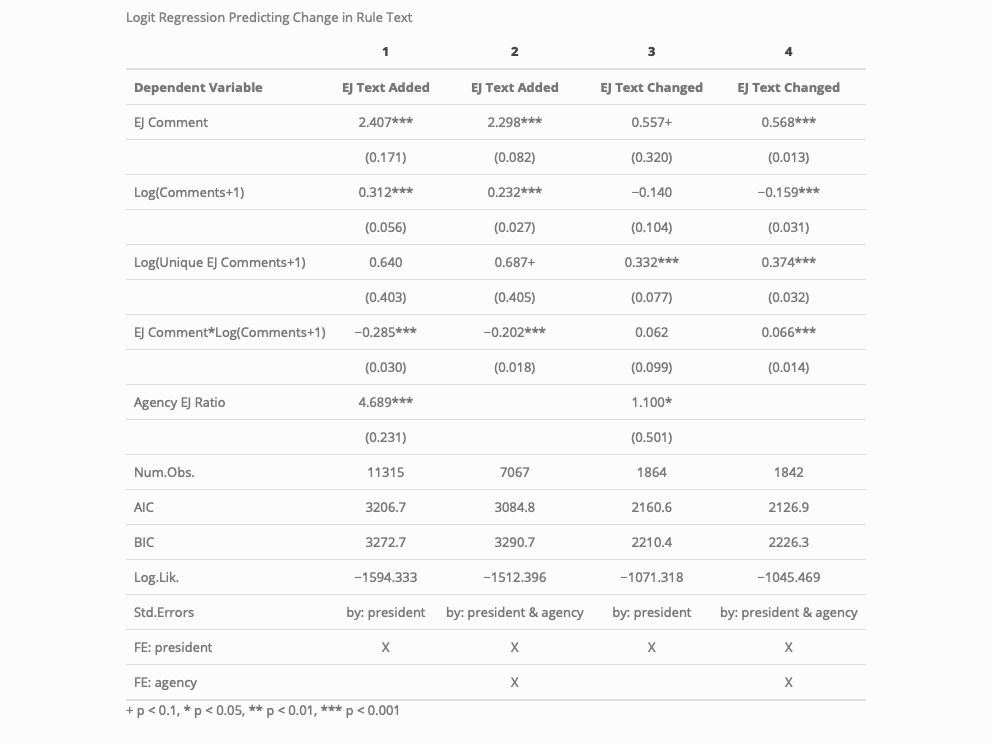 Logit Regression Predicting Change in Rule Text
1 2 3 4
Dependent Variable EJ Text Added EJ Text Added EJ Text Changed EJ Text Changed
EJ Comment 2.407*** 2.298*** 0.557+ 0.568***
(0.171) (0.082) (0.320) (0.013)
Log(Comments+1) 0.312*** 0.232*** −0.140 −0.159***
(0.056) (0.027) (0.104) (0.031)
Log(Unique EJ Comments+1) 0.640 0.687+ 0.332*** 0.374***
(0.403) (0.405) (0.077) (0.032)
EJ Comment*Log(Comments+1) −0.285*** −0.202*** 0.062 0.066***
(0.030) (0.018) (0.099) (0.014)
Agency EJ Ratio 4.689*** 1.100*
(0.231) (0.501)
Num.Obs. 11315 7067 1864 1842
AIC 3206.7 3084.8 2160.6 2126.9
BIC 3272.7 3290.7 2210.4 2226.3
Log.Lik. −1594.333 −1512.396 −1071.318 −1045.469
Std.Errors by: president by: president & agency by: president by: president & agency
FE: president X X X X
FE: agency X X
+ p < 0.1, * p < 0.05, ** p < 0.01, *** p < 0.001